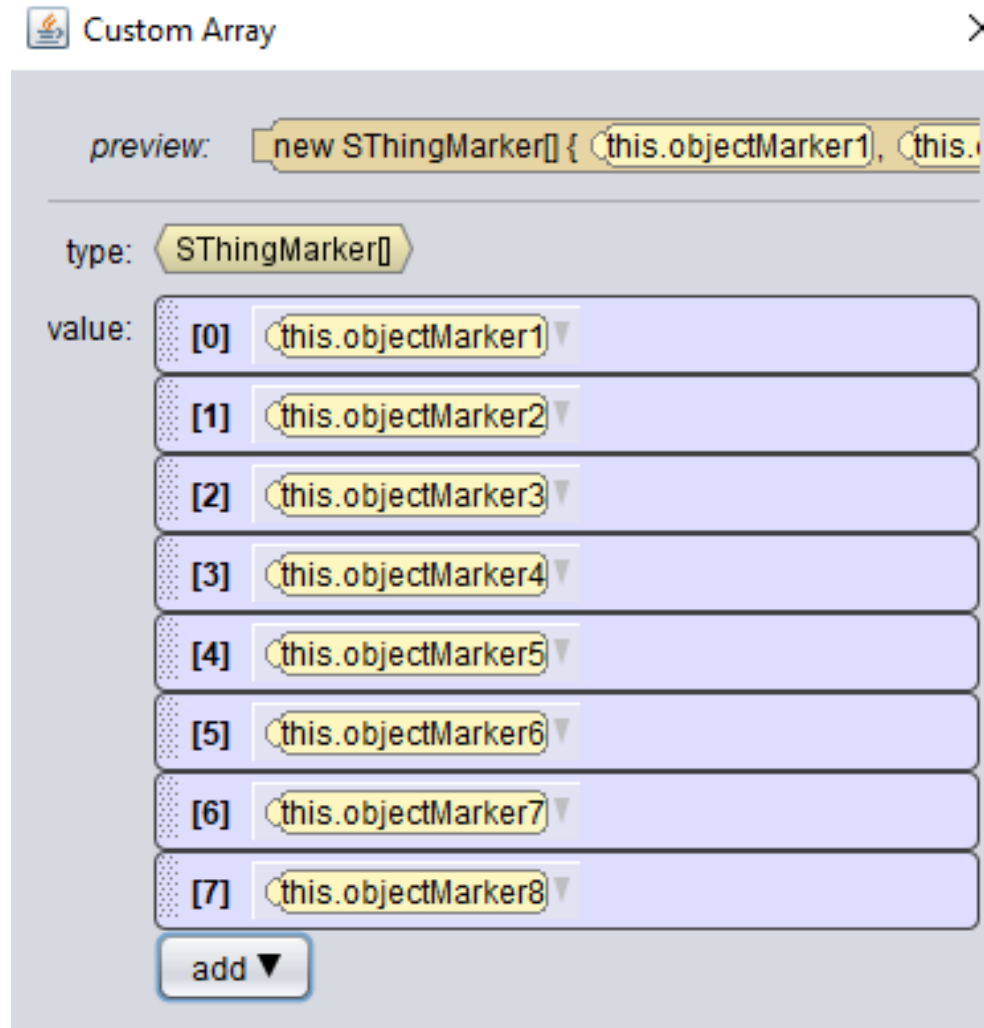 Custom Array
preview: new SThingMarker[] { this.objectMarker1, this.
type: SThingMarker[]
value: [0] this.objectMarker1
[1] this.objectMarker2
[2] this.objectMarker3
[3] this.objectMarker4
[4] this.objectMarker5
[5] this.objectMarker6
[6] this.objectMarker7
[7] this.objectMarker8
add